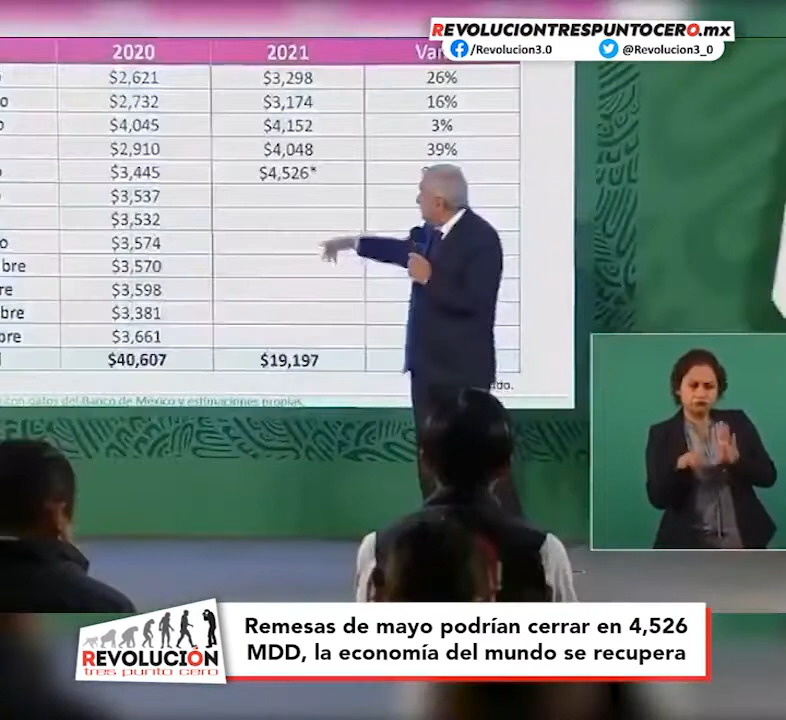 REVOLUCIONTRESPUNTOCERO.mx
/Revolucion3.0 @Revolucion3_0
2020 2021
$2,621 $3,298 26%
$2,732 $3,174 16%
$4,045 $4,152 3%
$2,910 $4,048 39%
$3,445 $4,526*
$3,537
$3,532
$3,574
bre $3,570
re $3,598
bre $3,381
bre $3,661
$40,607 $19,197
con datos del Banco de México y estimaciones propias.
Remesas de mayo podrían cerrar en 4,526
MDD, la economía del mundo se recupera
REVOLUCIÓN
tres punto cero